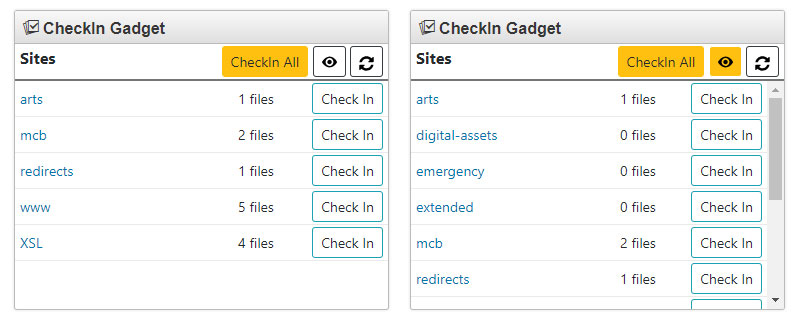 CheckIn Gadget
Sites CheckIn All
arts 1 files Check In
mcb 2 files Check In
redirects 1 files Check In
www 5 files Check In
XSL 4 files Check In
CheckIn Gadget
Sites CheckIn All
arts 1 files Check In
digital-assets 0 files Check In
emergency 0 files Check In
extended 0 files Check In
mcb 2 files Check In
redirects 1 files Check In